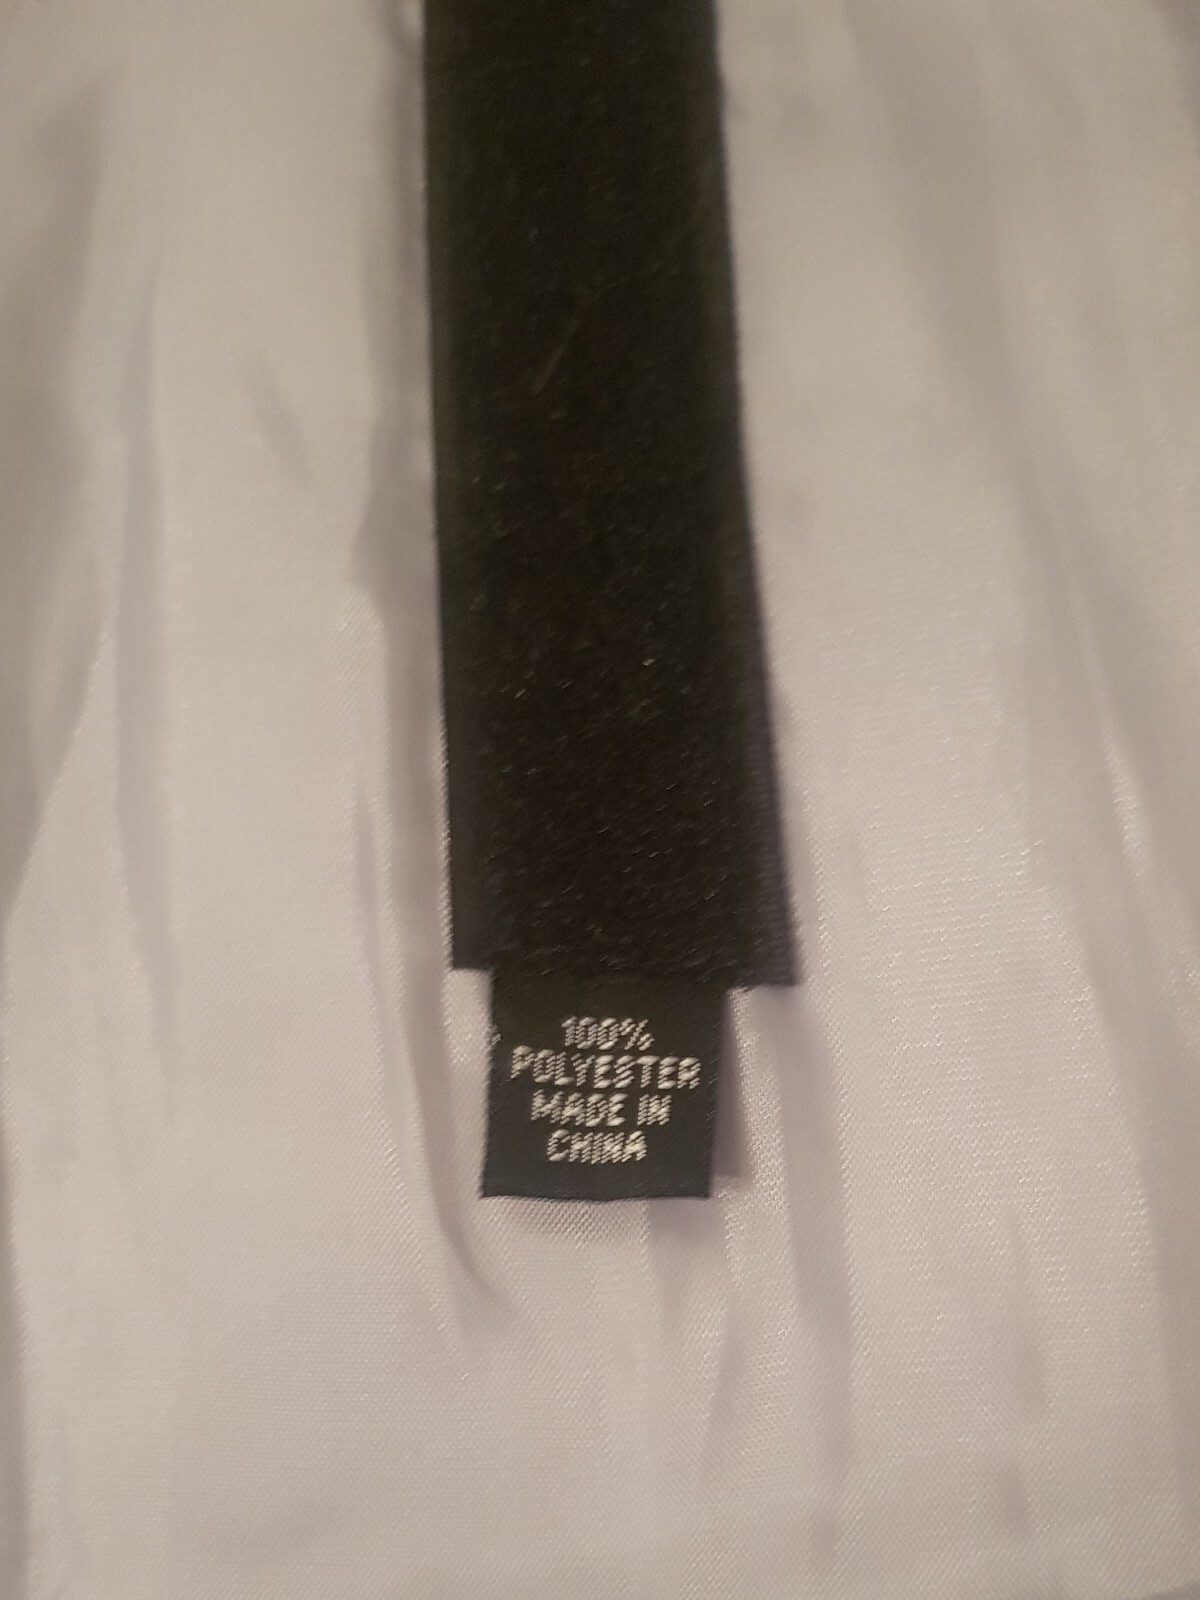 100%
POLYESTER
MADE IN
CHINA